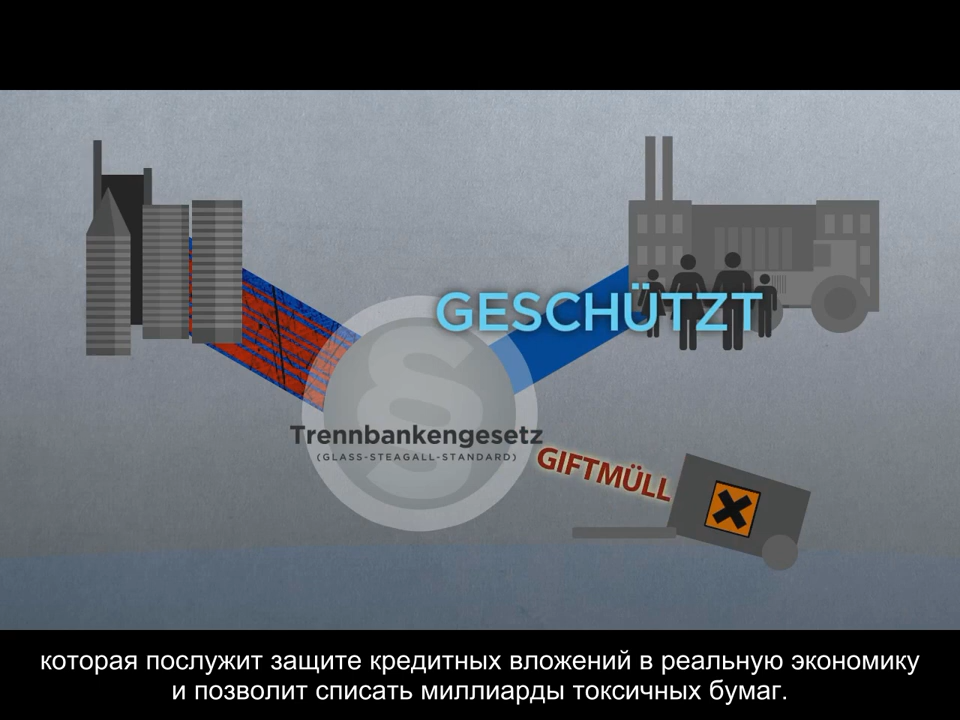 GESCHÜTZT
Trennbankengesetz
(GLASS-STEAGALL-STANDARD)
GIFTMÜLL
которая послужит защите кредитных вложений в реальную экономику
и позволит списать миллиарды токсичных бумаг.